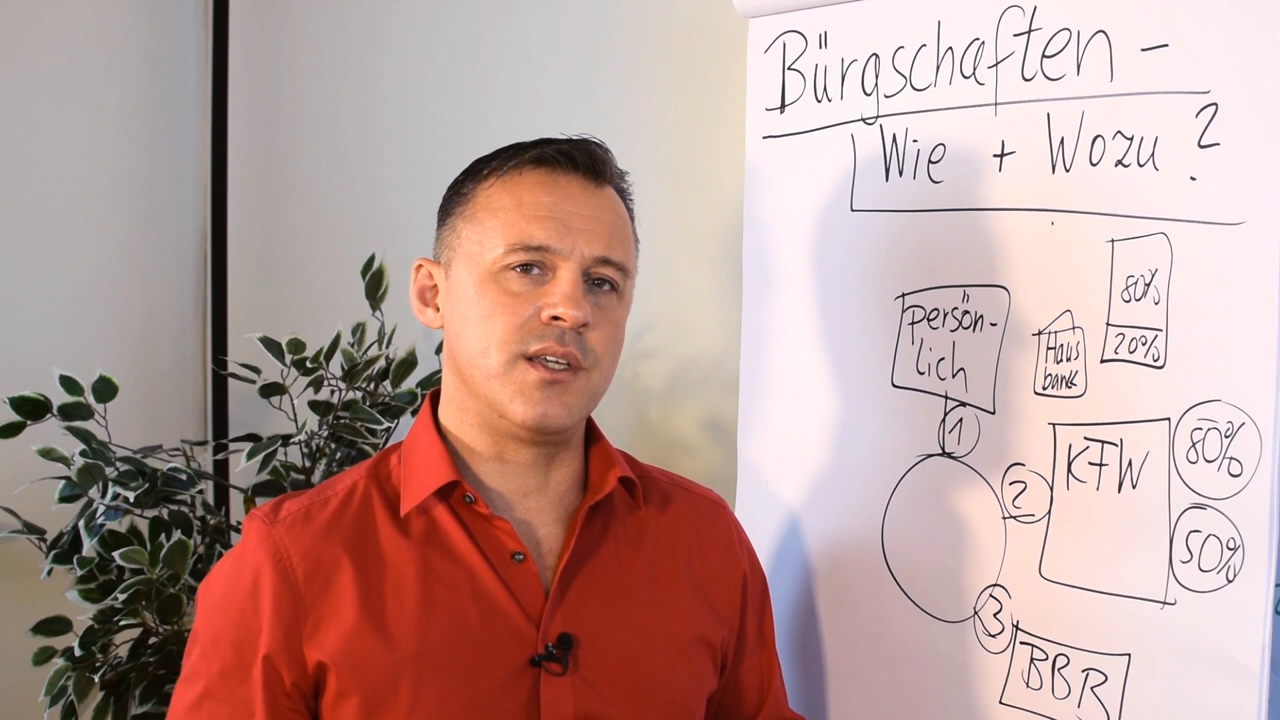 Bürgschaften -
Wie + Wozu?
80%
20%
persön-
lich
Haus
bank
1
KFW
80%
2
50%
3
BBR